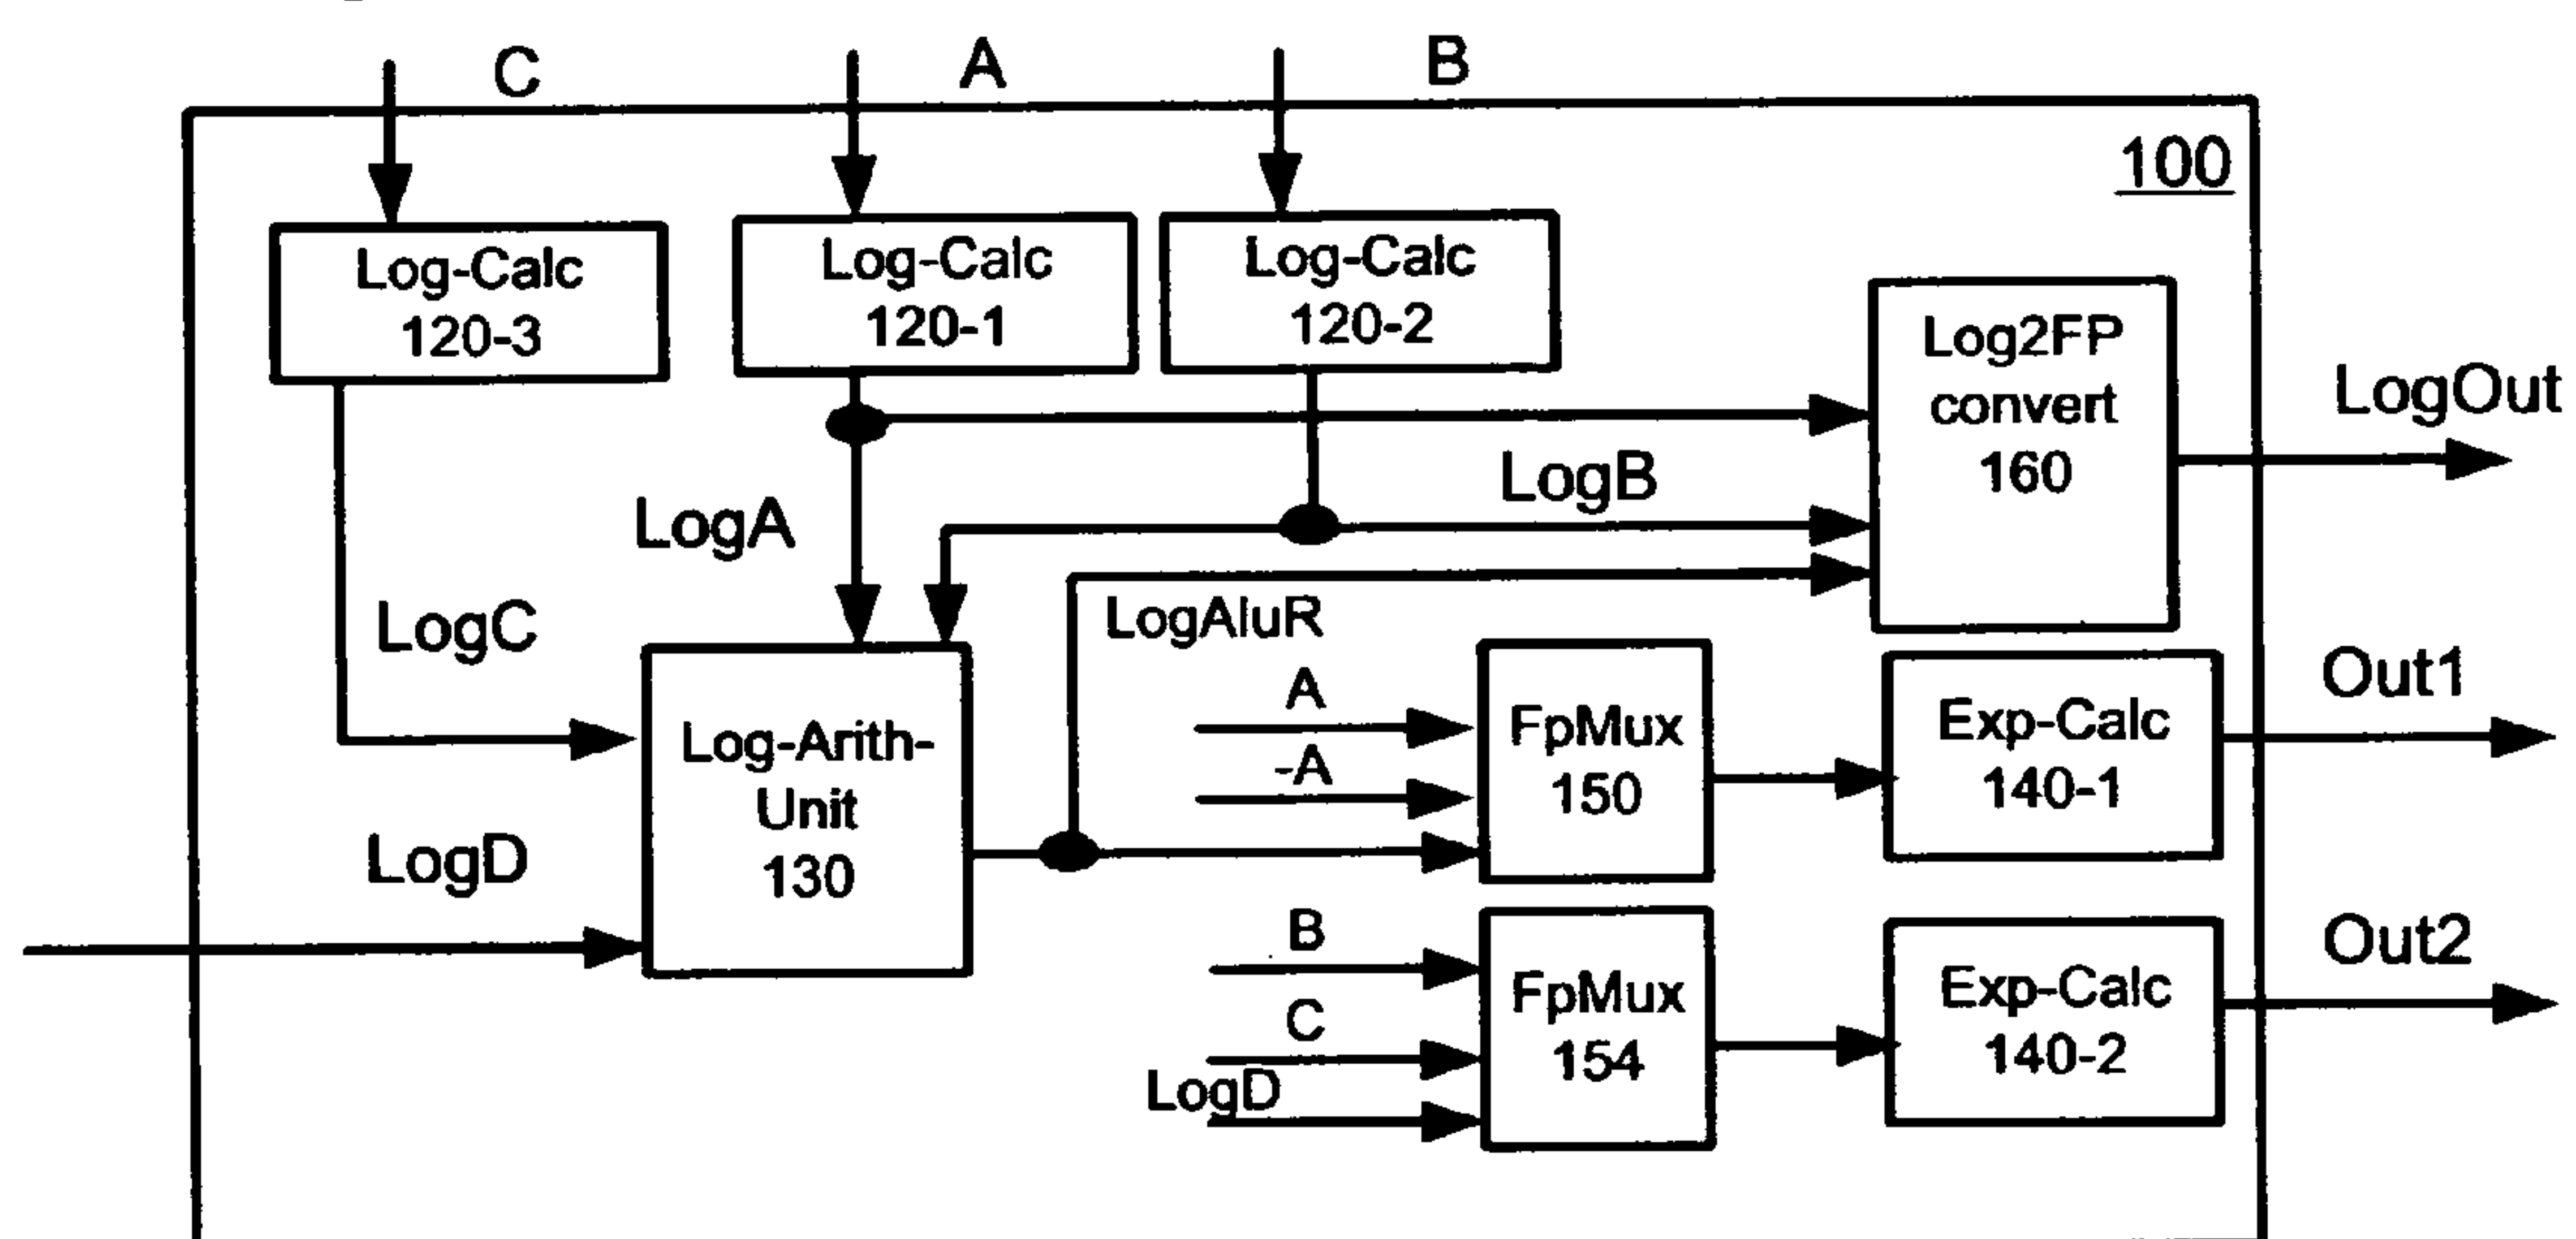 C
A
B
100
Log-Calc
120-3
Log-Calc
120-1
Log-Calc
120-2
Log2FP
convert
160
LogOut
LogA
LogB
LogC
LogAluR
Log-Arith-
Unit
130
A
-A
FpMux
150
Exp-Calc
140-1
Out1
LogD
B
C
LogD
FpMux
154
Exp-Calc
140-2
Out2